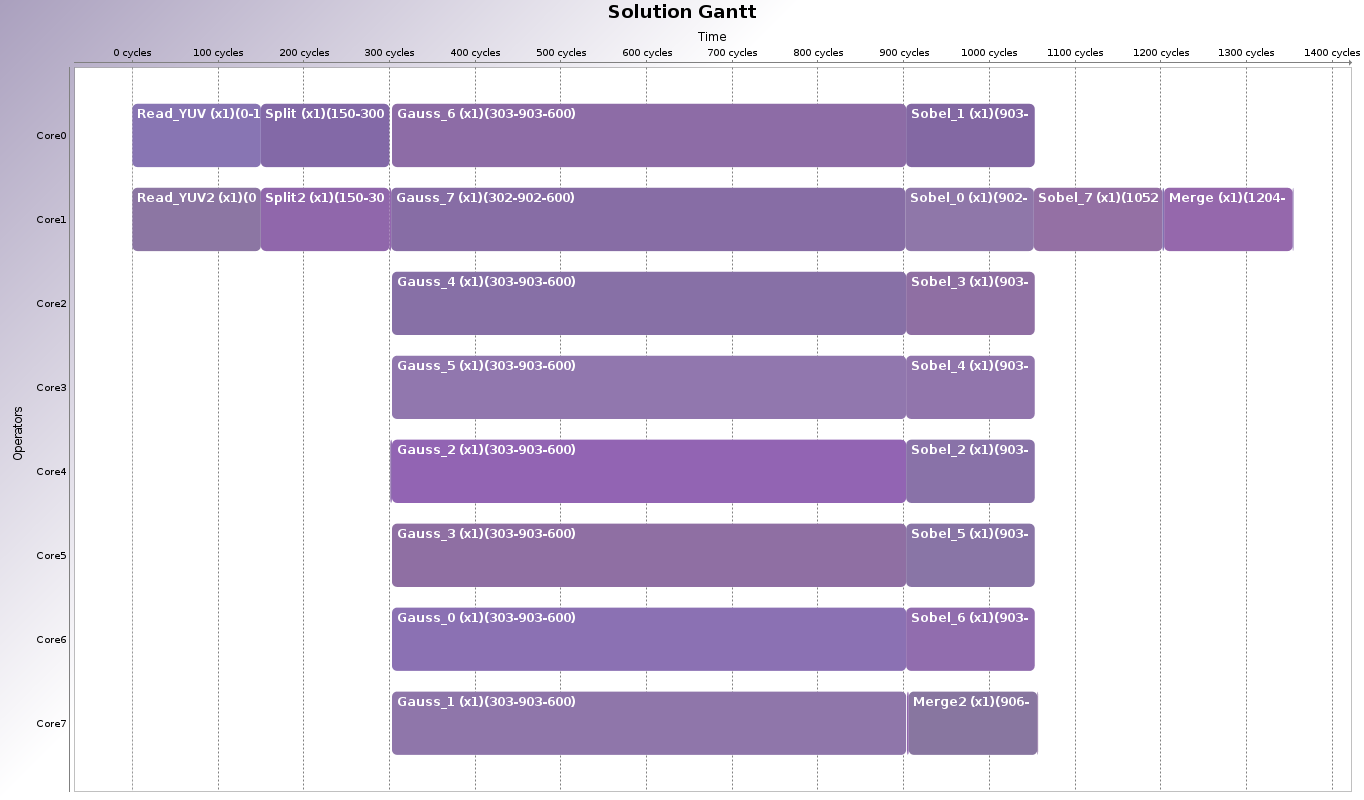 Solution Gantt
Time
0 cycles 100 cycles 200 cycles 300 cycles 400 cycles 500 cycles 600 cycles 700 cycles 800 cycles 900 cycles 1000 cycles 1100 cycles 1200 cycles 1300 cycles 1400 cycles
Operators
Core0
Read_YUV (x1)(0-1 Split (x1)(150-300 Gauss_6 (x1)(303-903-600) Sobel_1 (x1)(903-
Core1
Read_YUV2 (x1)(0 Split2 (x1)(150-30 Gauss_7 (x1)(302-902-600) Sobel_0 (x1)(902- Sobel_7 (x1)(1052 Merge (x1)(1204-
Core2
Gauss_4 (x1)(303-903-600) Sobel_3 (x1)(903-
Core3
Gauss_5 (x1)(303-903-600) Sobel_4 (x1)(903-
Core4
Gauss_2 (x1)(303-903-600) Sobel_2 (x1)(903-
Core5
Gauss_3 (x1)(303-903-600) Sobel_5 (x1)(903-
Core6
Gauss_0 (x1)(303-903-600) Sobel_6 (x1)(903-
Core7
Gauss_1 (x1)(303-903-600) Merge2 (x1)(906-